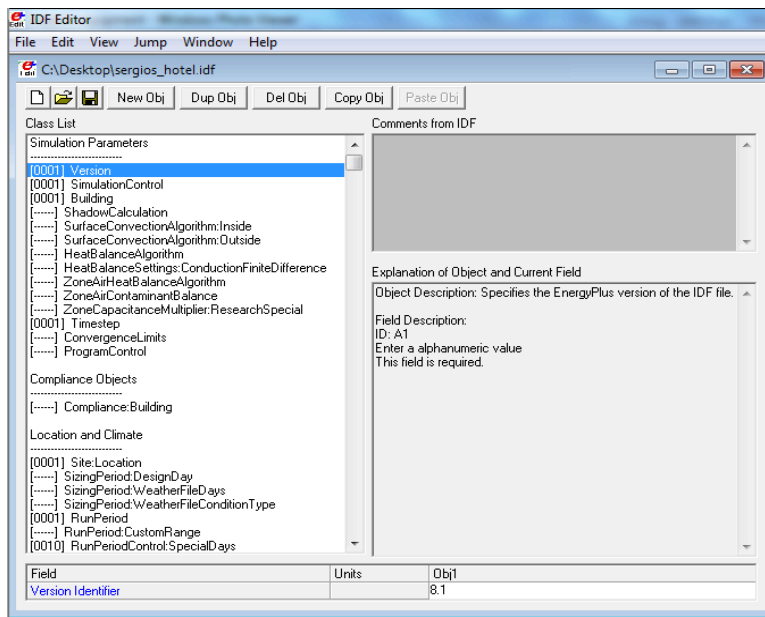 IDF Editor
File Edit View Jump Window Help
C:\Desktop\sergios_hotel.idf
New Obj Dup Obj Del Obj Copy Obj Paste Obj
Class List
Simulation Parameters
-------------------------
[0001] Version
[0001] SimulationControl
[0001] Building
[------] ShadowCalculation
[------] SurfaceConvectionAlgorithm:Inside
[------] SurfaceConvectionAlgorithm:Outside
[------] HeatBalanceAlgorithm
[------] HeatBalanceSettings:ConductionFiniteDifference
[------] ZoneAirHeatBalanceAlgorithm
[------] ZoneAirContaminantBalance
[------] ZoneCapacitanceMultiplier:ResearchSpecial
[0001] Timestep
[------] ConvergenceLimits
[------] ProgramControl
Compliance Objects
-------------------------
[------] Compliance:Building
Location and Climate
-------------------------
[0001] Site:Location
[------] SizingPeriod:DesignDay
[------] SizingPeriod:WeatherFileDays
[------] SizingPeriod:WeatherFileConditionType
[0001] RunPeriod
[------] RunPeriod:CustomRange
[0010] RunPeriodControl:SpecialDays
Comments from IDF
Explanation of Object and Current Field
Object Description: Specifies the EnergyPlus version of the IDF file.
Field Description:
ID: A1
Enter a alphanumeric value
This field is required.
Field Units Obj1
Version Identifier 8.1